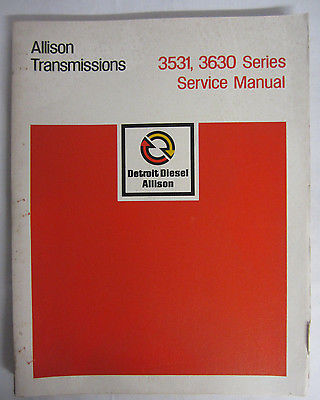 Allison
Transmissions
3531, 3630 Series
Service Manual
Detroit Diesel
Allison